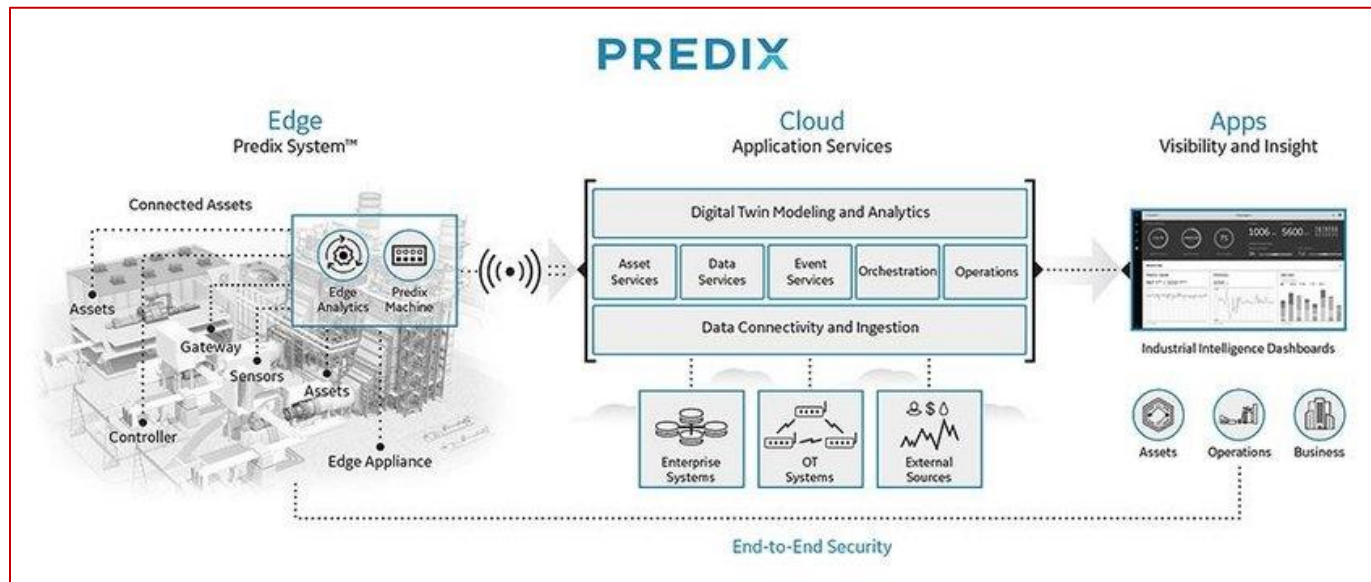 PREDIX
Edge
Predix System™
Connected Assets
Edge
Analytics
Predix
Machine
Assets
Gateway
Sensors
Assets
Controller
Edge Appliance
Cloud
Application Services
Digital Twin Modeling and Analytics
Asset
Services
Data
Services
Event
Services
Orchestration
Operations
Data Connectivity and Ingestion
Enterprise
Systems
OT
Systems
$
External
Sources
Apps
Visibility and Insight
75
1006
5600
Industrial Intelligence Dashboards
Assets
Operations
Business
End-to-End Security